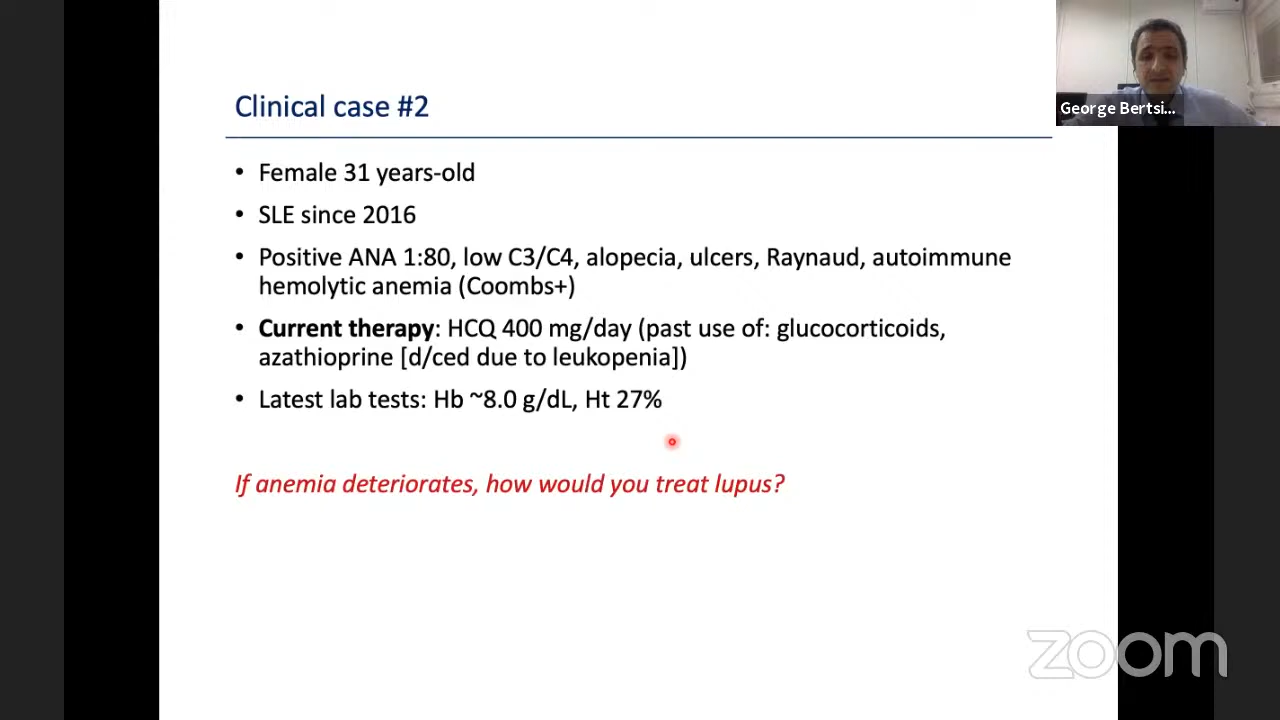 George Bertsi...
Clinical case #2
• Female 31 years-old
• SLE since 2016
• Positive ANA 1:80, low C3/C4, alopecia, ulcers, Raynaud, autoimmune
hemolytic anemia (Coombs+)
• Current therapy: HCQ 400 mg/day (past use of: glucocorticoids,
azathioprine [d/ced due to leukopenia])
• Latest lab tests: Hb ~8.0 g/dL, Ht 27%
If anemia deteriorates, how would you treat lupus?
zoom